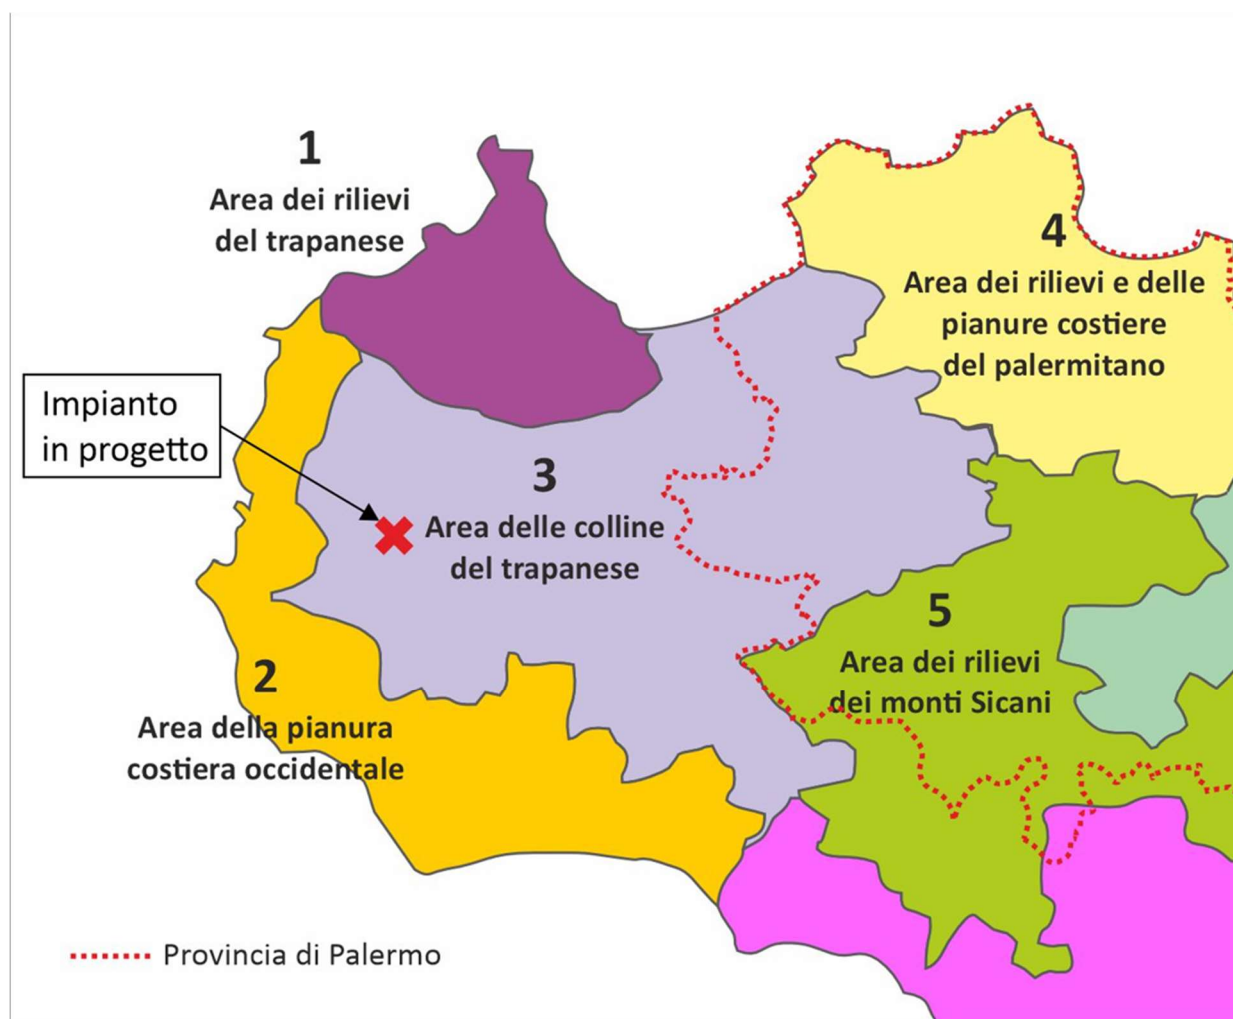 1
Area dei rilievi
del trapanese
4
Area dei rilievi e delle
pianure costiere
del palermitano
Impianto
in progetto
3
Area delle colline
del trapanese
5
Area dei rilievi
dei monti Sicani
2
Area della pianura
costiera occidentale
Provincia di Palermo